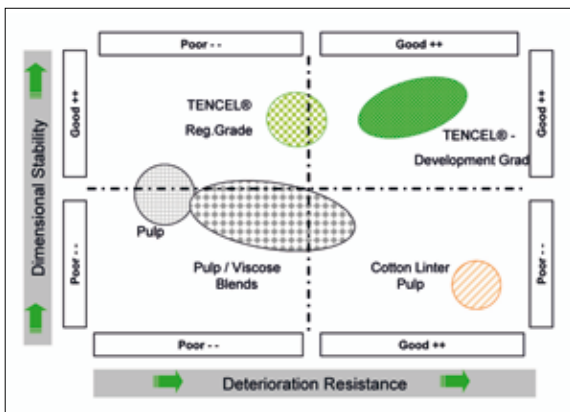 Poor - -
Good ++
Good ++
Good ++
TENCEL®
Reg.Grade
TENCEL® -
Development Grad
Dimensional Stability
Pulp
Poor - -
Poor - -
Pulp / Viscose
Blends
Cotton Linter
Pulp
Poor - -
Good ++
Deterioration Resistance